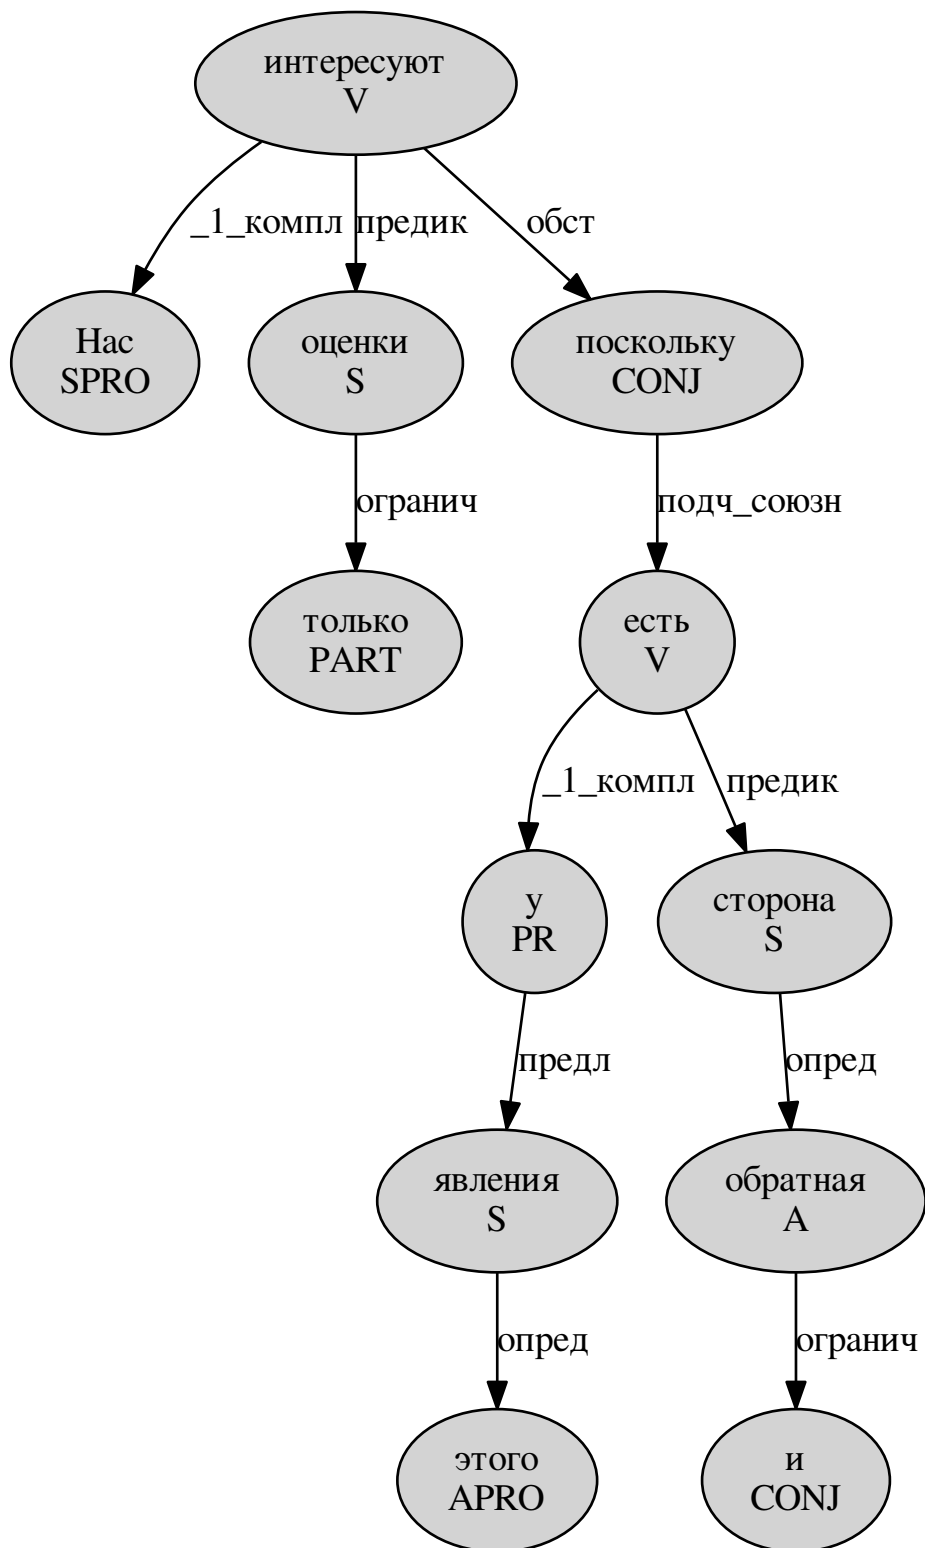 интересуют
V
_1_компл
предик
обст
Нас
SPRO
оценки
S
поскольку
CONJ
огранич
подч_союзн
только
PART
есть
V
_1_компл
предик
у
PR
сторона
S
предл
опред
явления
S
обратная
A
опред
огранич
этого
APRO
и
CONJ